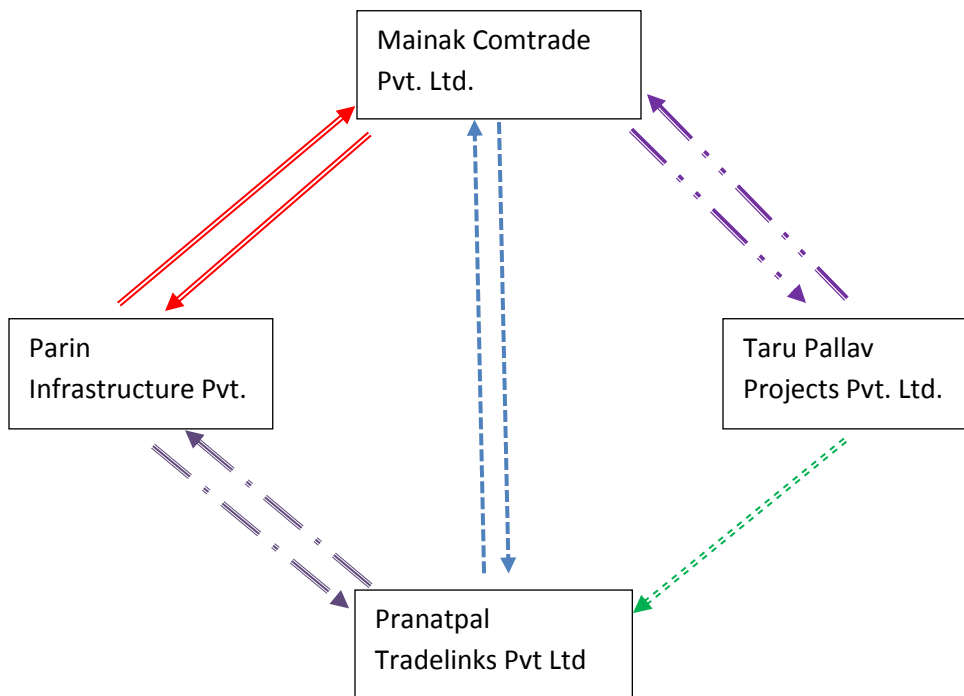 Mainak Comtrade
Pvt. Ltd.
Parin
Infrastructure Pvt.
Taru Pallav
Projects Pvt. Ltd.
Pranatpal
Tradelinks Pvt Ltd